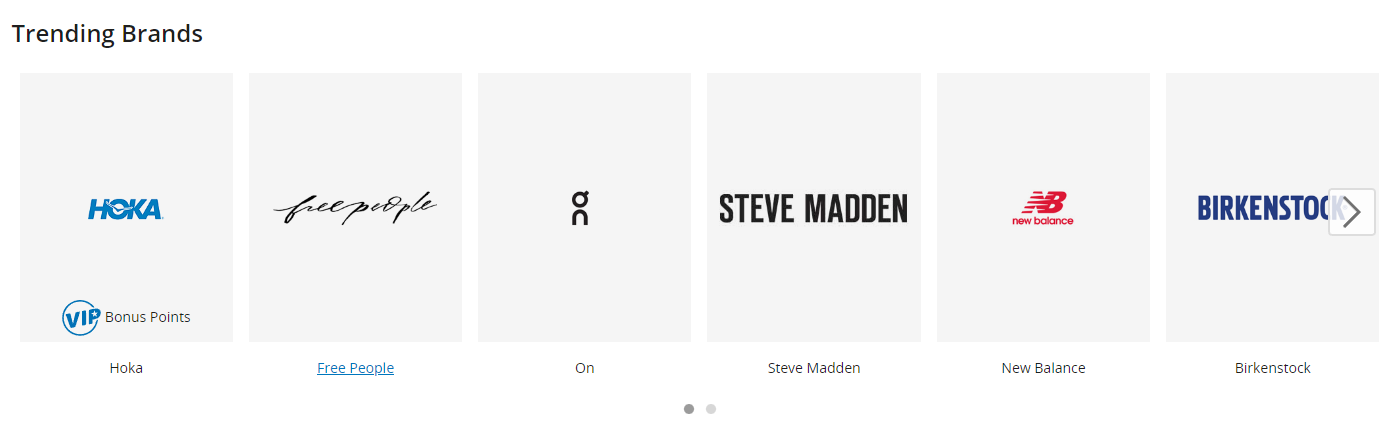 Trending Brands
HOKA
free people
on
STEVE MADDEN
NB
new balance
BIRKENSTOCK
VIP Bonus Points
Hoka
Free People
On
Steve Madden
New Balance
Birkenstock